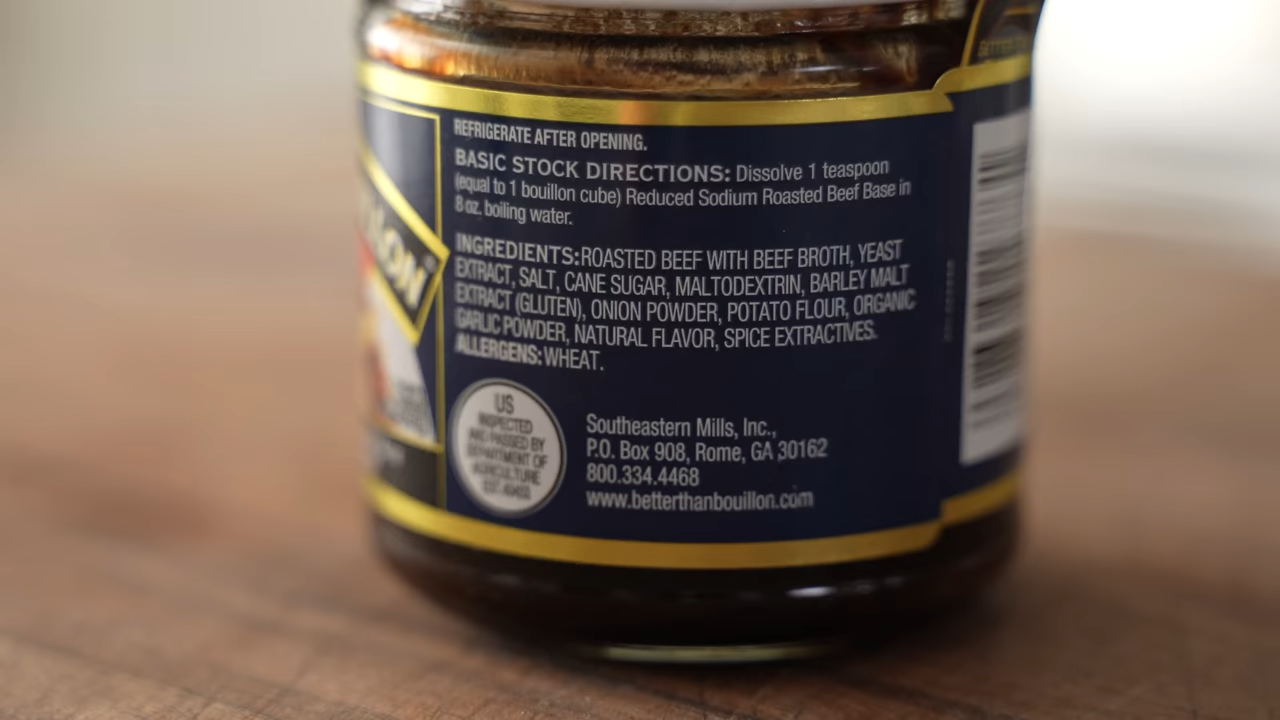 REFRIGERATE AFTER OPENING.
BASIC STOCK DIRECTIONS: Dissolve 1 teaspoon
(equal to 1 bouillon cube) Reduced Sodium Roasted Beef Base in
8 oz. boiling water.
INGREDIENTS: ROASTED BEEF WITH BEEF BROTH, YEAST
EXTRACT, SALT, CANE SUGAR, MALTODEXTRIN, BARLEY MALT
EXTRACT (GLUTEN), ONION POWDER, POTATO FLOUR, ORGANIC
GARLIC POWDER, NATURAL FLAVOR, SPICE EXTRACTIVES.
ALLERGENS: WHEAT.
US
INSPECTED
AND PASSED BY
DEPARTMENT OF
AGRICULTURE
Southeastern Mills, Inc.,
P.O. Box 908, Rome, GA 30162
800.334.4468
www.betterthanbouillon.com